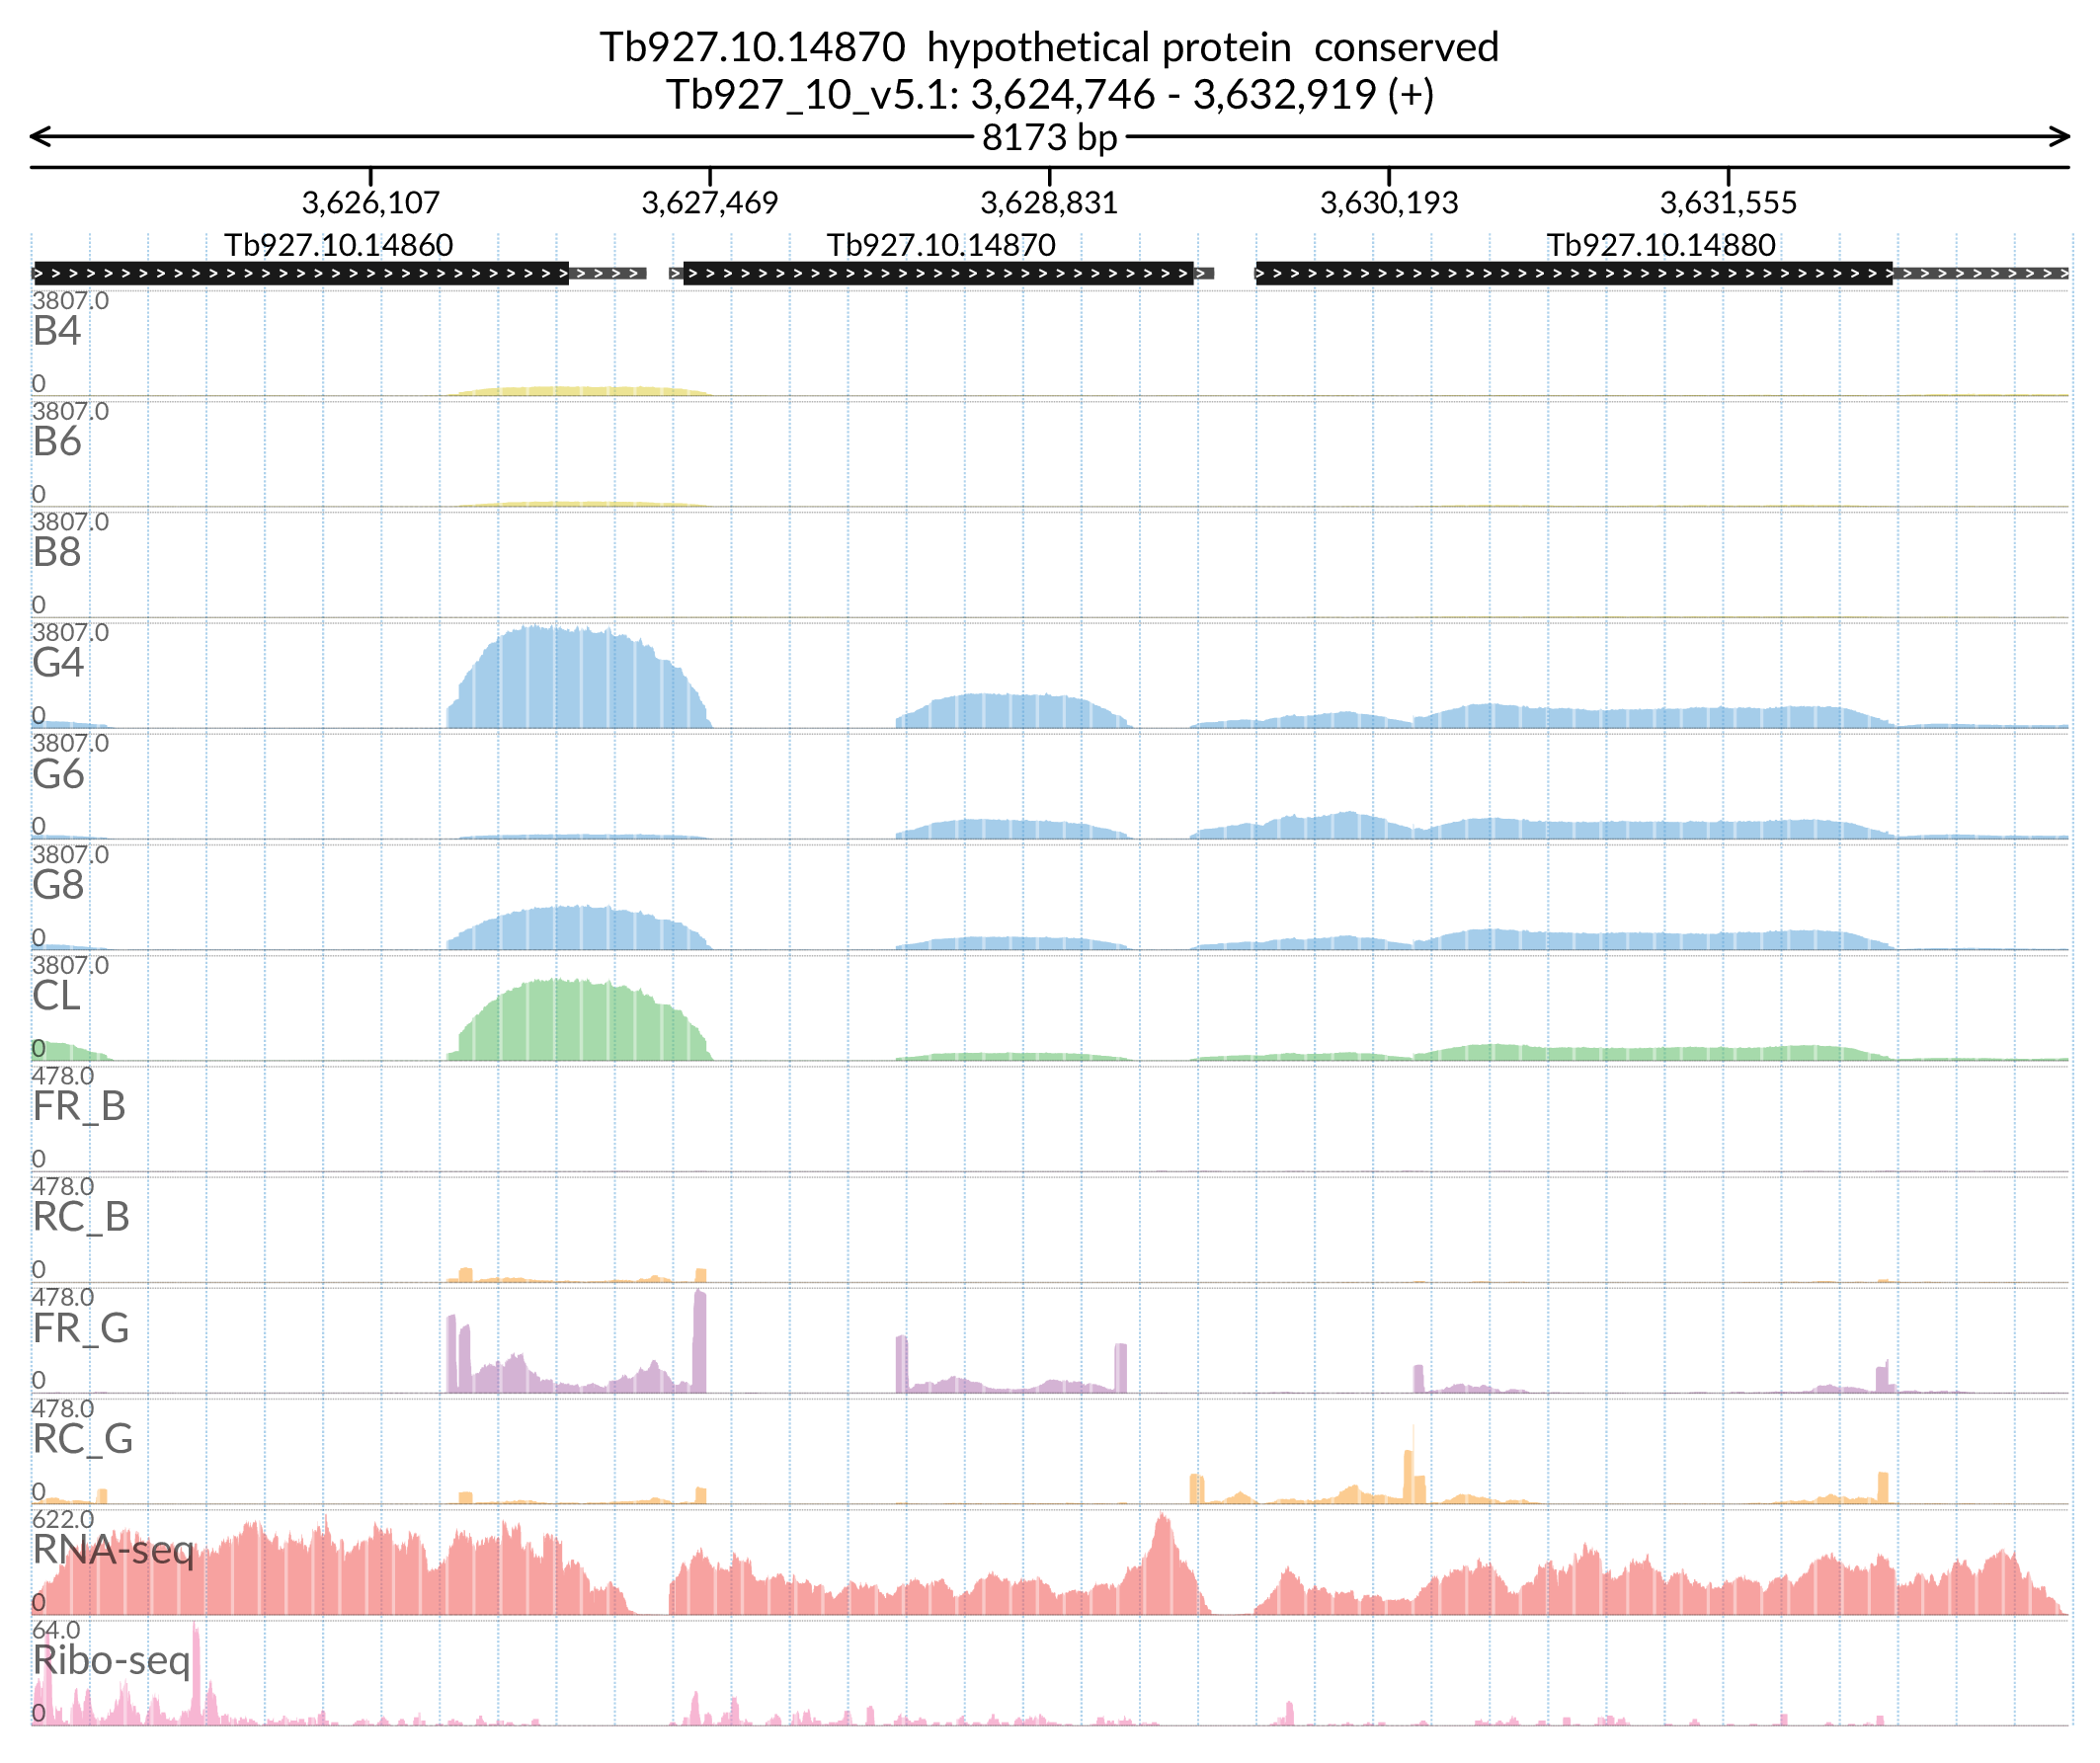 Tb927.10.14870 hypothetical protein conserved
Tb927_10_v5.1: 3,624,746 - 3,632,919 (+)
8173 bp
3,626,107 3,627,469 3,628,831 3,630,193 3,631,555
Tb927.10.14860 Tb927.10.14870 Tb927.10.14880
3807.0
B4
0
3807.0
B6
0
3807.0
B8
0
3807.0
G4
0
3807.0
G6
0
3807.0
G8
0
3807.0
CL
0
478.0
FR_B
0
478.0
RC_B
0
478.0
FR_G
0
478.0
RC_G
0
622.0
RNA-seq
0
64.0
Ribo-seq
0